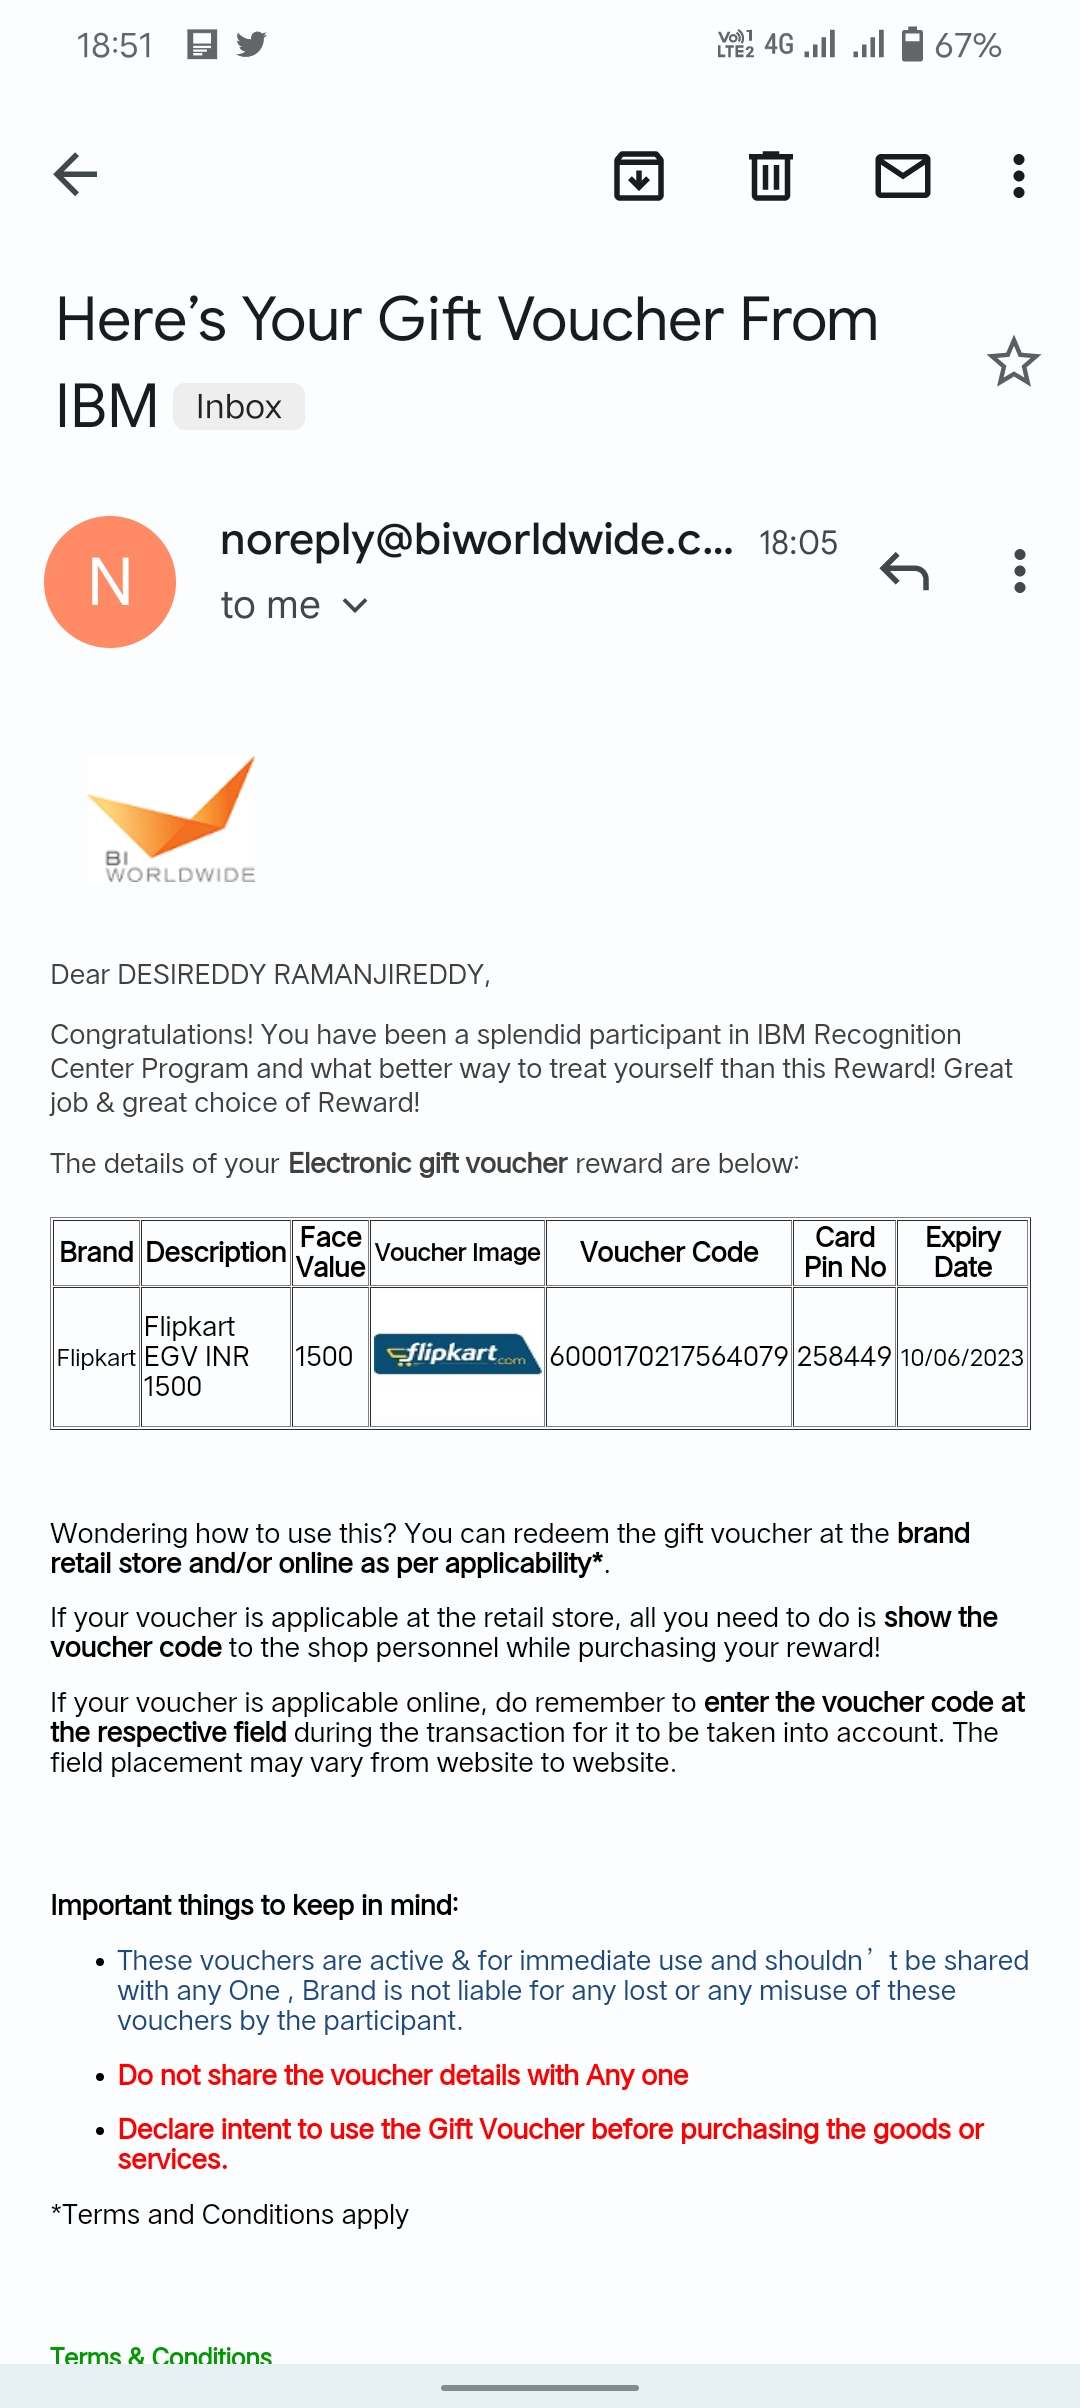 18:51
Vo)) 1 LTE2 4G 67%
Here’s Your Gift Voucher From
IBM Inbox
N
noreply@biworldwide.c... 18:05
to me
BI
WORLDWIDE
Dear DESIREDDY RAMANJIREDDY,
Congratulations! You have been a splendid participant in IBM Recognition
Center Program and what better way to treat yourself than this Reward! Great
job & great choice of Reward!
The details of your Electronic gift voucher reward are below:
Brand Description Face Value Voucher Image Voucher Code Card Pin No Expiry Date
Flipkart Flipkart EGV INR 1500 1500 flipkart.com 6000170217564079 258449 10/06/2023
Wondering how to use this? You can redeem the gift voucher at the brand
retail store and/or online as per applicability*.
If your voucher is applicable at the retail store, all you need to do is show the
voucher code to the shop personnel while purchasing your reward!
If your voucher is applicable online, do remember to enter the voucher code at
the respective field during the transaction for it to be taken into account. The
field placement may vary from website to website.
Important things to keep in mind:
• These vouchers are active & for immediate use and shouldn’ t be shared
with any One , Brand is not liable for any lost or any misuse of these
vouchers by the participant.
• Do not share the voucher details with Any one
• Declare intent to use the Gift Voucher before purchasing the goods or
services.
*Terms and Conditions apply
Terms & Conditions